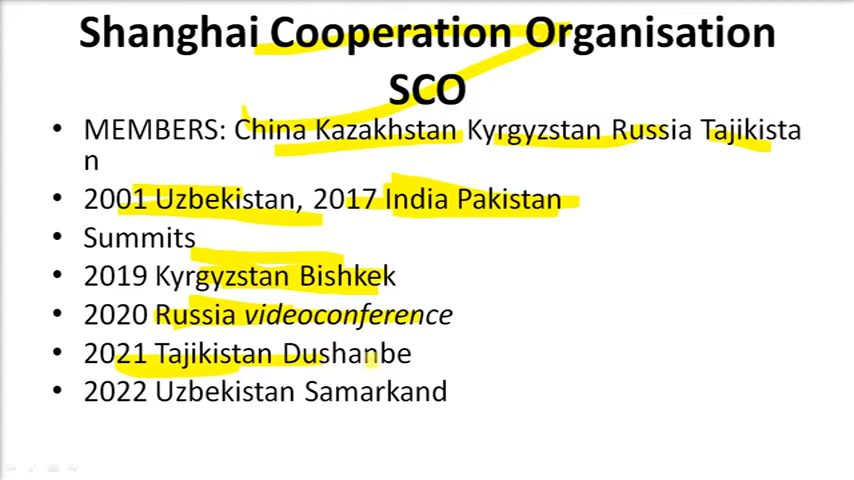 Shanghai Cooperation Organisation
SCO
• MEMBERS: China Kazakhstan Kyrgyzstan Russia Tajikista
n
• 2001 Uzbekistan, 2017 India Pakistan
• Summits
• 2019 Kyrgyzstan Bishkek
• 2020 Russia videoconference
• 2021 Tajikistan Dushanbe
• 2022 Uzbekistan Samarkand